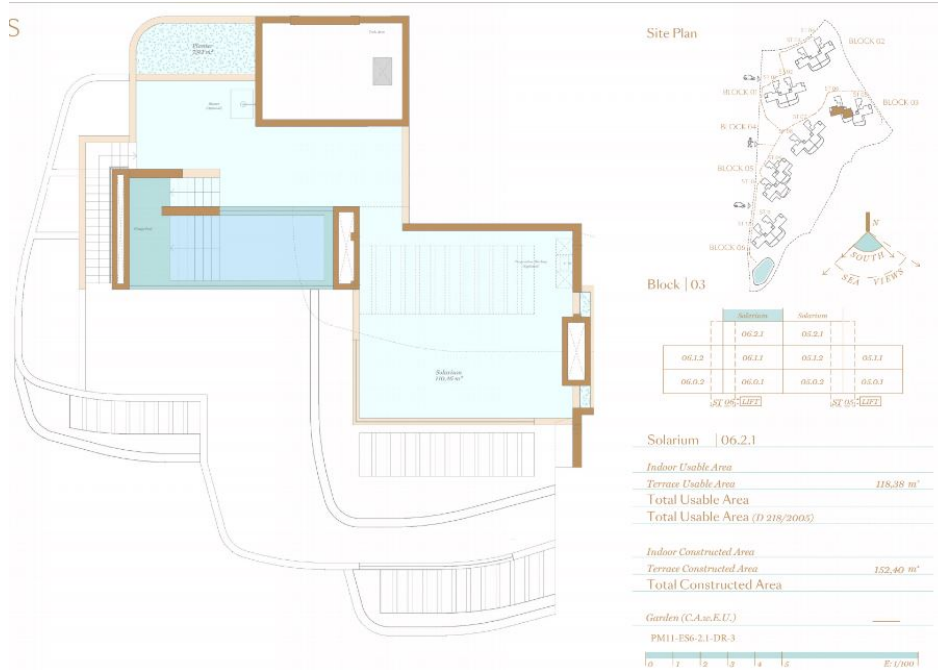 S
Planter
Shower
Solarium
Site Plan
BLOCK 02
BLOCK 01
BLOCK 03
BLOCK 04
BLOCK 05
BLOCK 06
N
SOUTH
SEA VIEWS
Block | 03
Solarium Solarium
06.2.1 05.2.1
06.1.2 06.1.1 05.1.2 05.1.1
06.0.2 06.0.1 05.0.2 05.0.1
ST 06 LIFT ST 05 LIFT
Solarium | 06.2.1
Indoor Usable Area
Terrace Usable Area 118,38 m²
Total Usable Area
Total Usable Area (D 218/2005)
Indoor Constructed Area
Terrace Constructed Area 152,40 m²
Total Constructed Area
Garden (C.A.w.E.U.)
PM11-ES6-2.1-DR-3
0 1 2 3 4 5 E: 1/100